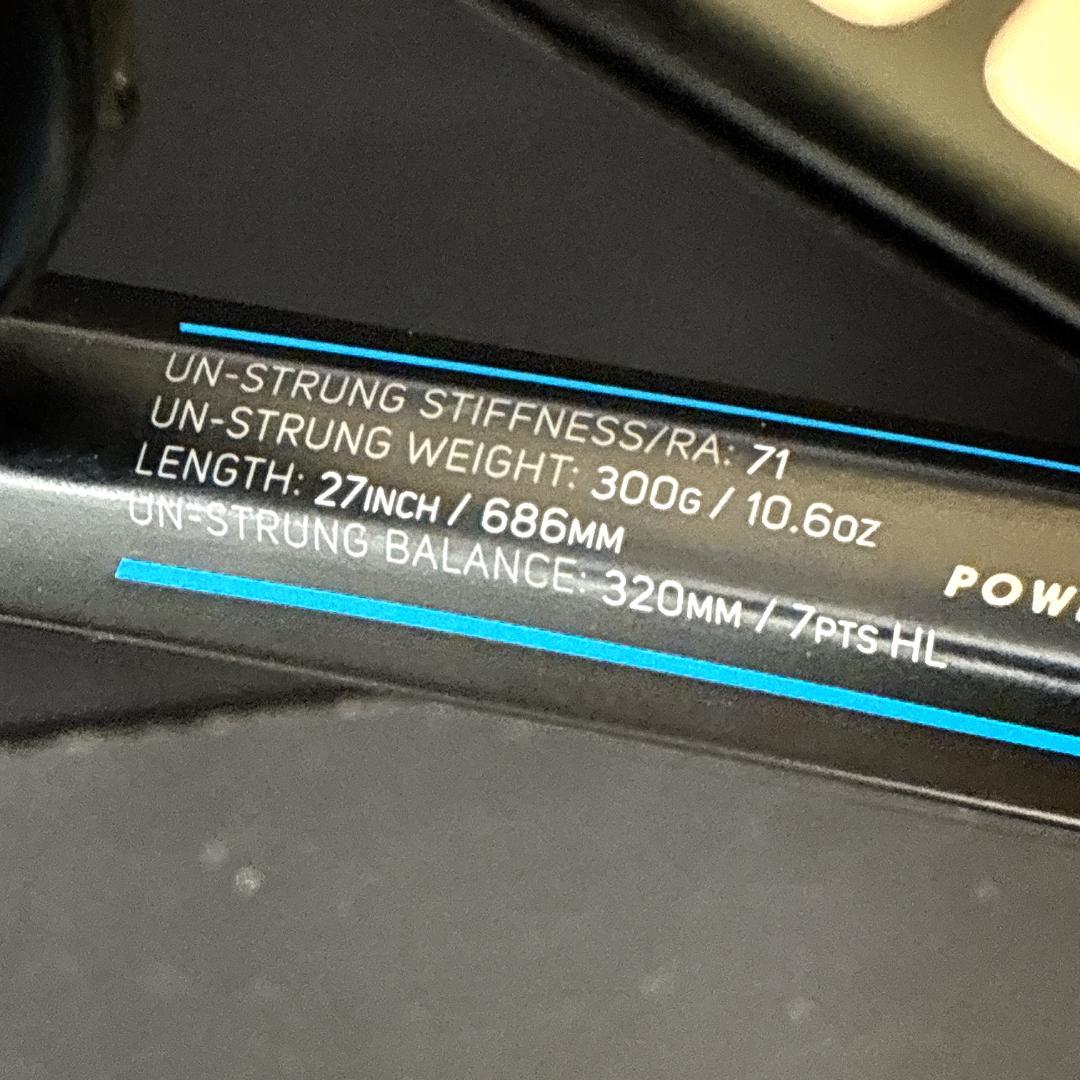 UN-STRUNG STIFFNESS/RA: 71
UN-STRUNG WEIGHT: 300G / 10.6OZ
LENGTH: 27INCH / 686MM
UN-STRUNG BALANCE: 320MM / 7PTS HL
POW